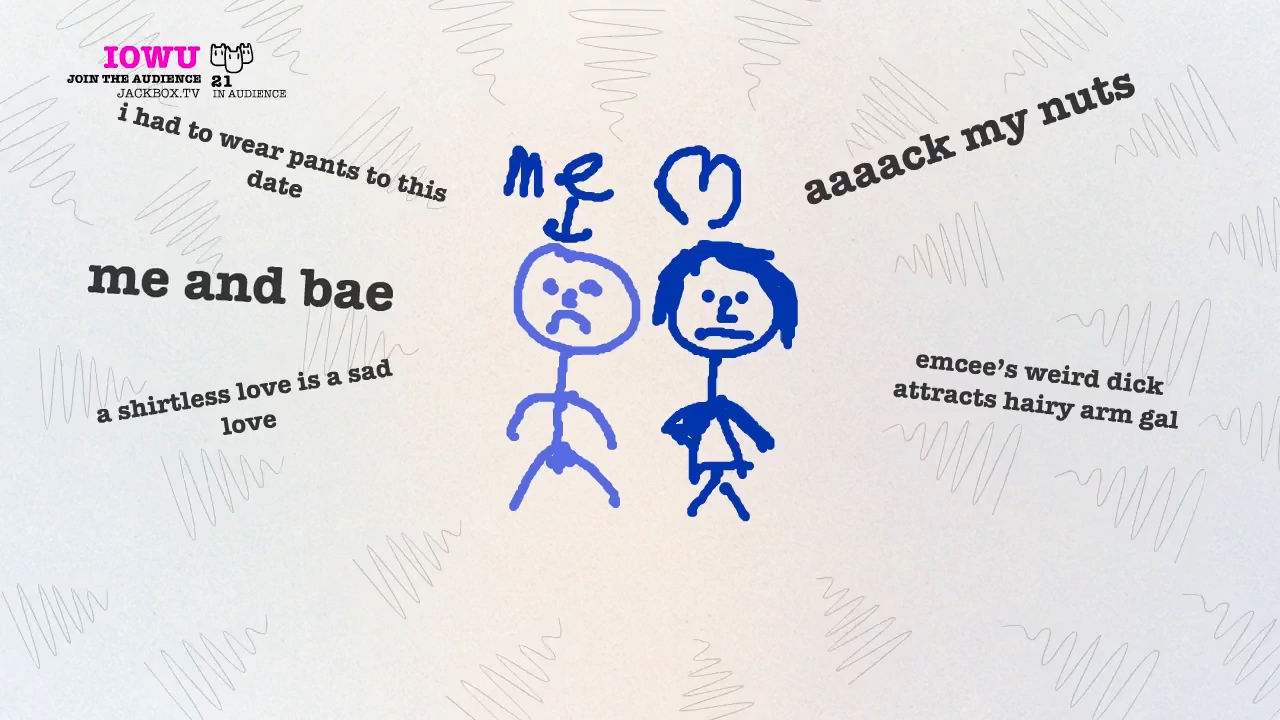 IOWU
JOIN THE AUDIENCE
JACKBOX.TV
21
IN AUDIENCE
i had to wear pants to this
date
me and bae
a shirtless love is a sad
love
me
aaaack my nuts
emcee’s weird dick
attracts hairy arm gal